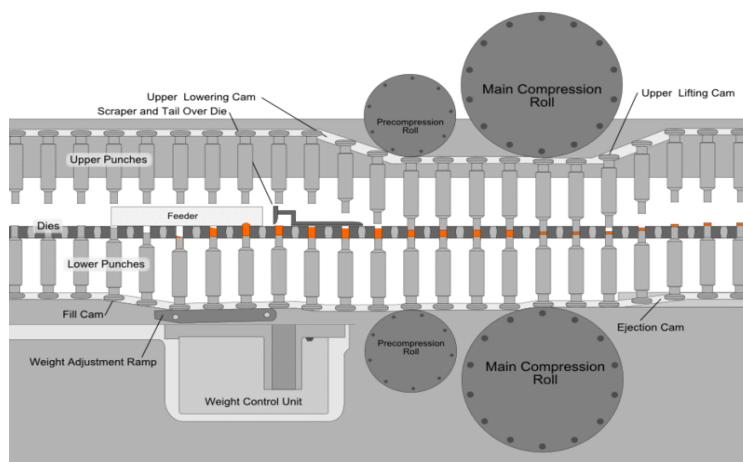 Upper Lowering Cam
Scraper and Tail Over Die
Precompression
Roll
Main Compression
Roll
Upper Lifting Cam
Upper Punches
Feeder
Dies
Lower Punches
Fill Cam
Ejection Cam
Weight Adjustment Ramp
Precompression
Roll
Main Compression
Roll
Weight Control Unit